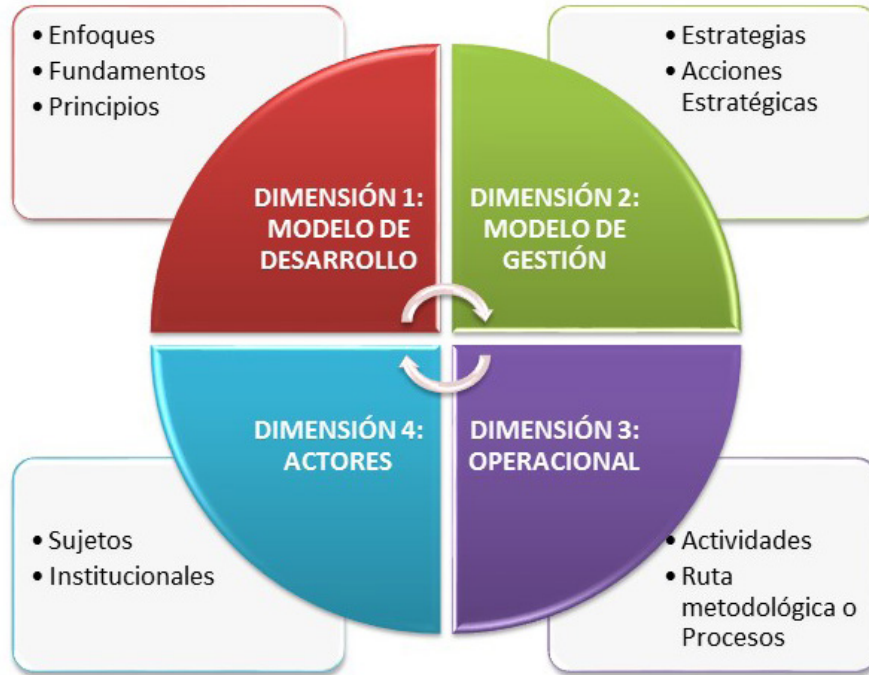 • Enfoques
• Fundamentos
• Principios
• Estrategias
• Acciones
Estratégicas
DIMENSIÓN 1:
MODELO DE
DESARROLLO
DIMENSIÓN 2:
MODELO DE
GESTIÓN
DIMENSIÓN 4:
ACTORES
DIMENSIÓN 3:
OPERACIONAL
• Sujetos
• Institucionales
• Actividades
• Ruta
metodológica o
Procesos